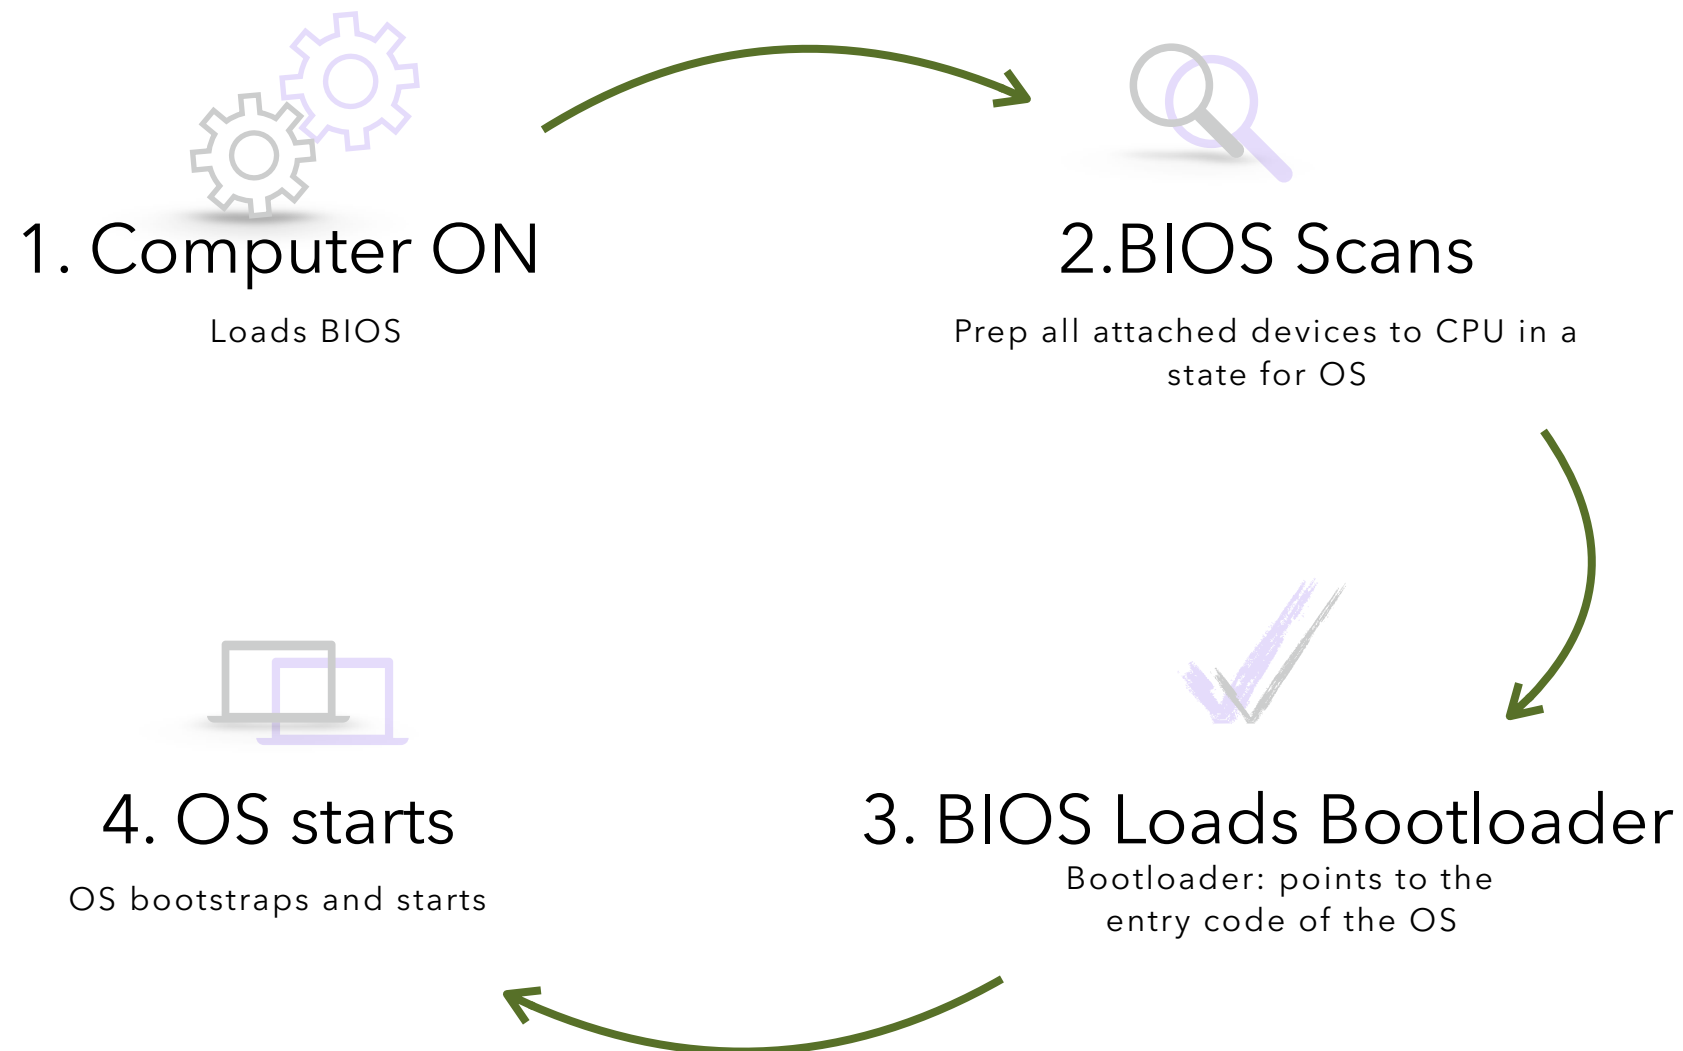 1. Computer ON
Loads BIOS
2.BIOS Scans
Prep all attached devices to CPU in a
state for OS
3. BIOS Loads Bootloader
Bootloader: points to the
entry code of the OS
4. OS starts
OS bootstraps and starts